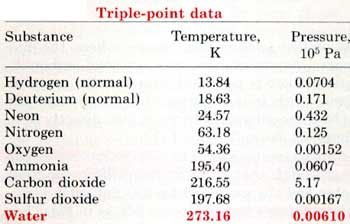 Triple-point data
Substance Temperature, K Pressure, 10⁵ Pa
Hydrogen (normal) 13.84 0.0704
Deuterium (normal) 18.63 0.171
Neon 24.57 0.432
Nitrogen 63.18 0.125
Oxygen 54.36 0.00152
Ammonia 195.40 0.0607
Carbon dioxide 216.55 5.17
Sulfur dioxide 197.68 0.00167
Water 273.16 0.00610